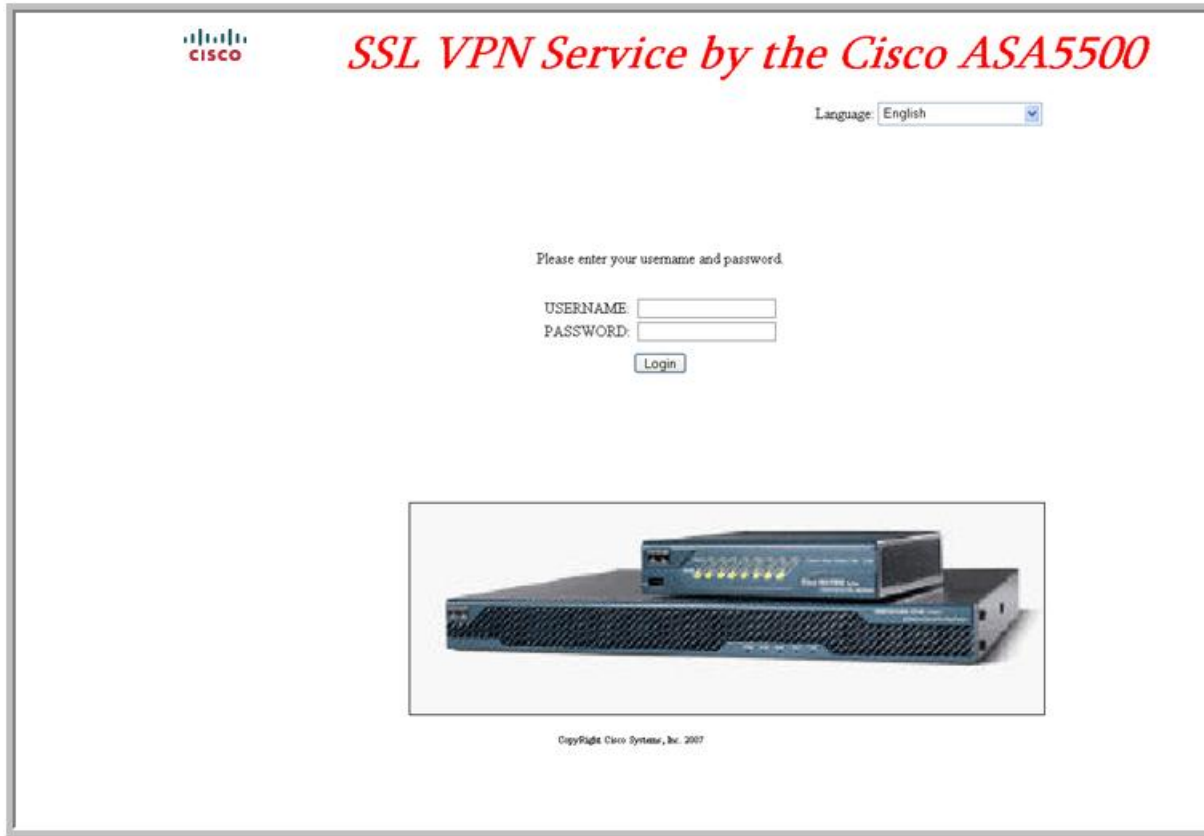 CISCO
SSL VPN Service by the Cisco ASA5500
Language: English
Please enter your username and password.
USERNAME:
PASSWORD:
Login
CopyRight Cisco Systems, Inc. 2007